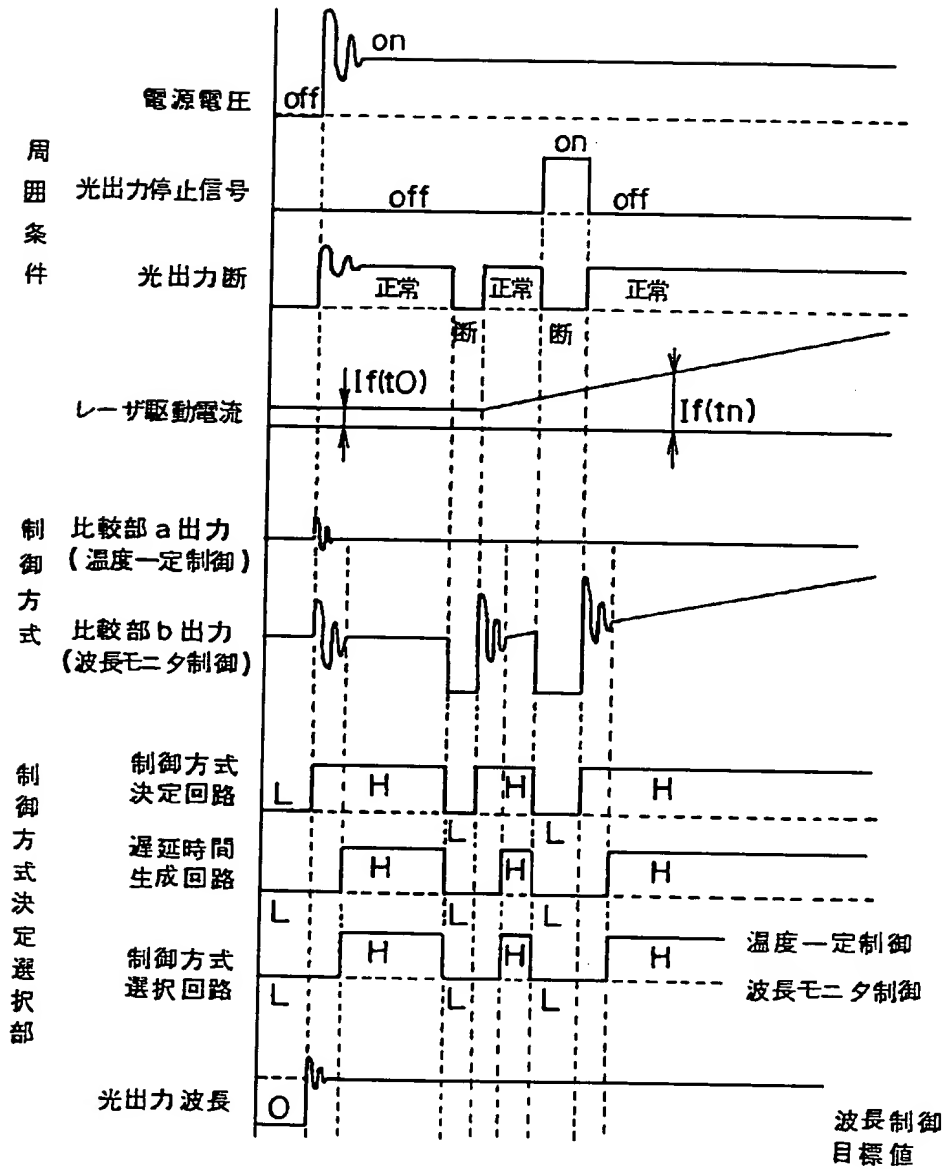 on
電源電圧
off
周囲条件
on
光出力停止信号
off
off
光出力断
正常
正常
正常
断
断
If(t0)
レーザ駆動電流
If(tn)
制御方式
比較部a出力
(温度一定制御)
比較部b出力
(波長モニタ制御)
制御方式決定選択部
制御方式
決定回路
L
H
H
H
L
L
遅延時間
生成回路
H
H
H
L
L
L
制御方式
選択回路
H
H
H
温度一定制御
L
L
L
波長モニタ制御
光出力波長
0
波長制御
目標値